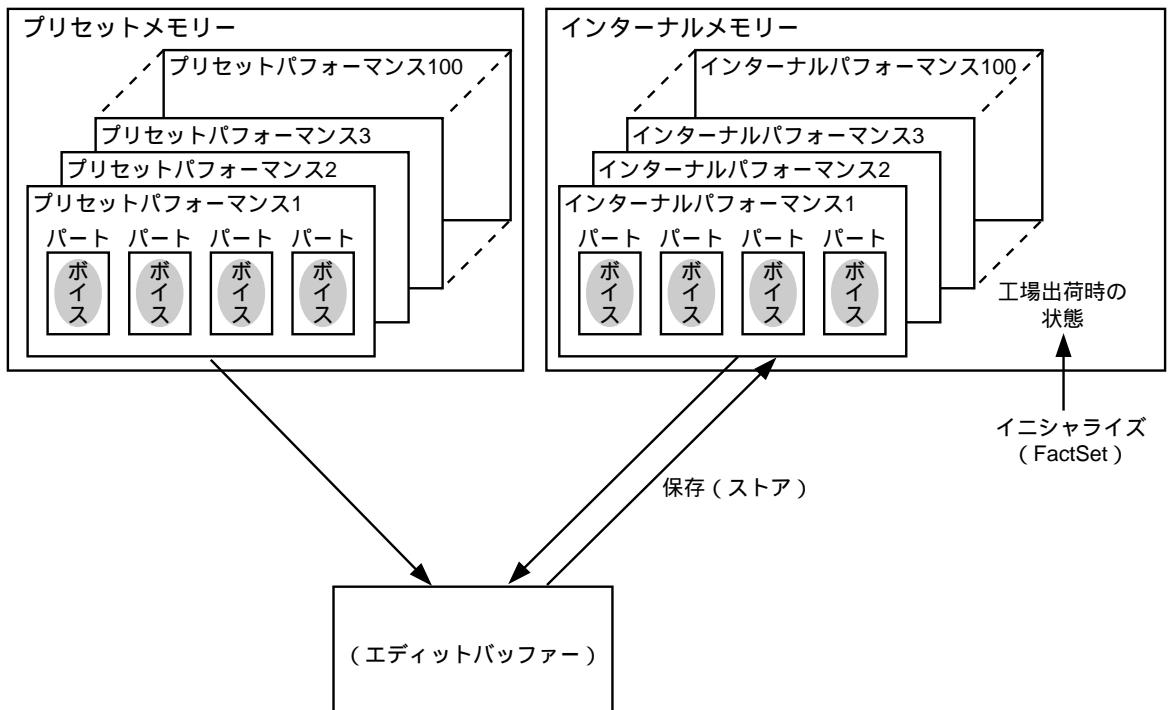 プリセットメモリー
プリセットパフォーマンス100
プリセットパフォーマンス3
プリセットパフォーマンス2
プリセットパフォーマンス1
パート パート パート パート
ボイス ボイス ボイス ボイス
インターナルメモリー
インターナルパフォーマンス100
インターナルパフォーマンス3
インターナルパフォーマンス2
インターナルパフォーマンス1
パート パート パート パート
ボイス ボイス ボイス ボイス
工場出荷時の
状態
イニシャライズ
(FactSet)
保存(ストア)
(エディットバッファー)